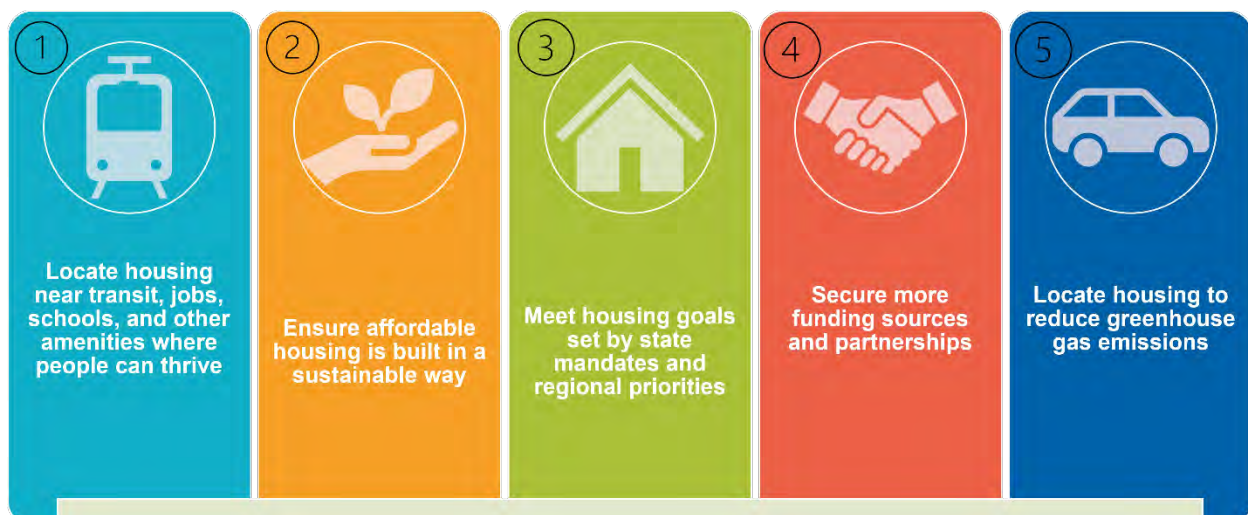 1
Locate housing
near transit, jobs,
schools, and other
amenities where
people can thrive
2
Ensure affordable
housing is built in a
sustainable way
3
Meet housing goals
set by state
mandates and
regional priorities
4
Secure more
funding sources
and partnerships
5
Locate housing to
reduce greenhouse
gas emissions